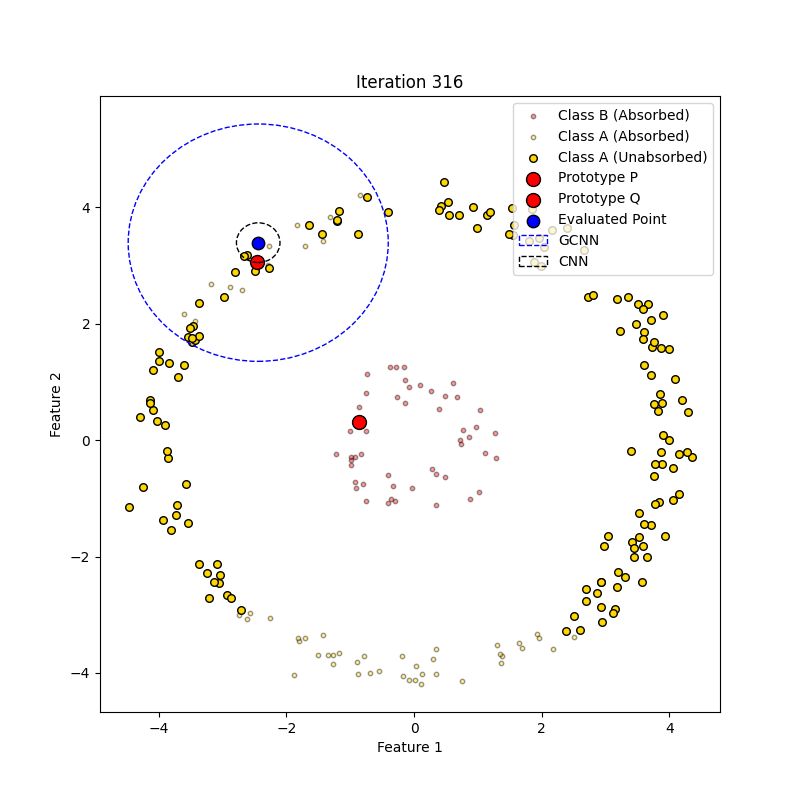 Iteration 316
Class B (Absorbed)
Class A (Absorbed)
Class A (Unabsorbed)
Prototype P
Prototype Q
Evaluated Point
GCNN
CNN
4
2
0
−2
−4
Feature 2
−4
−2
0
2
4
Feature 1